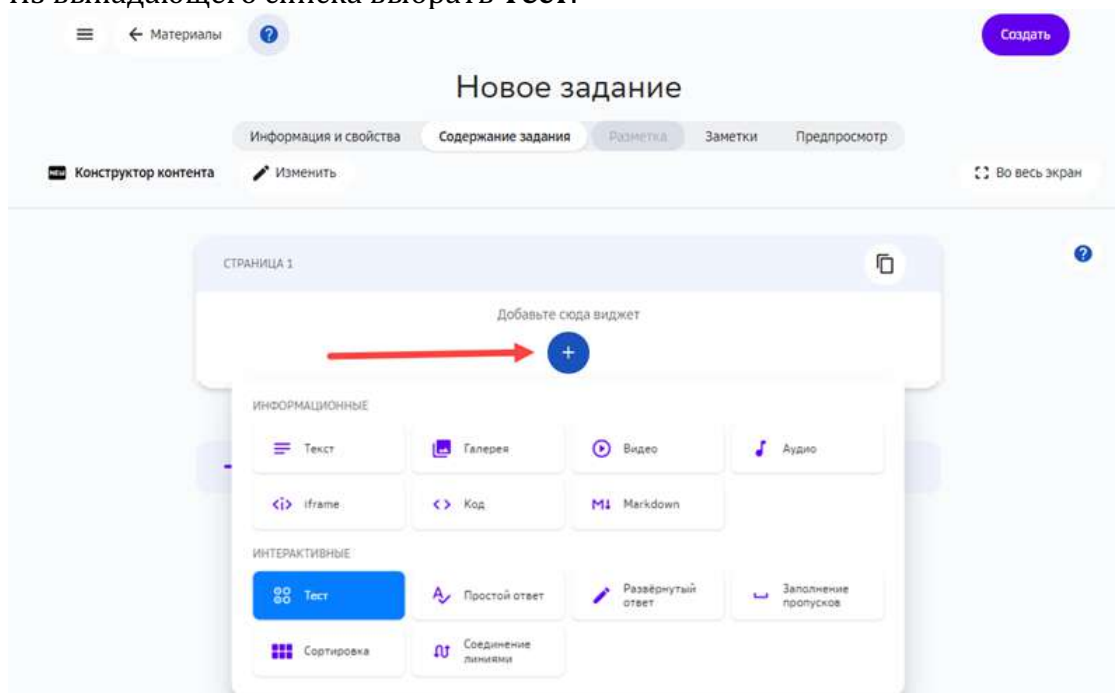 Из выпадающего списка выбрать Тест.
Материалы
Создать
Новое задание
Информация и свойства Содержание задания Разметка Заметки Предпросмотр
NEW Конструктор контента Изменить Во весь экран
СТРАНИЦА 1
Добавьте сюда виджет
ИНФОРМАЦИОННЫЕ
Текст Галерея Видео Аудио
iframe Код Markdown
ИНТЕРАКТИВНЫЕ
Тест Простой ответ Развёрнутый ответ Заполнение пропусков
Сортировка Соединение линиями